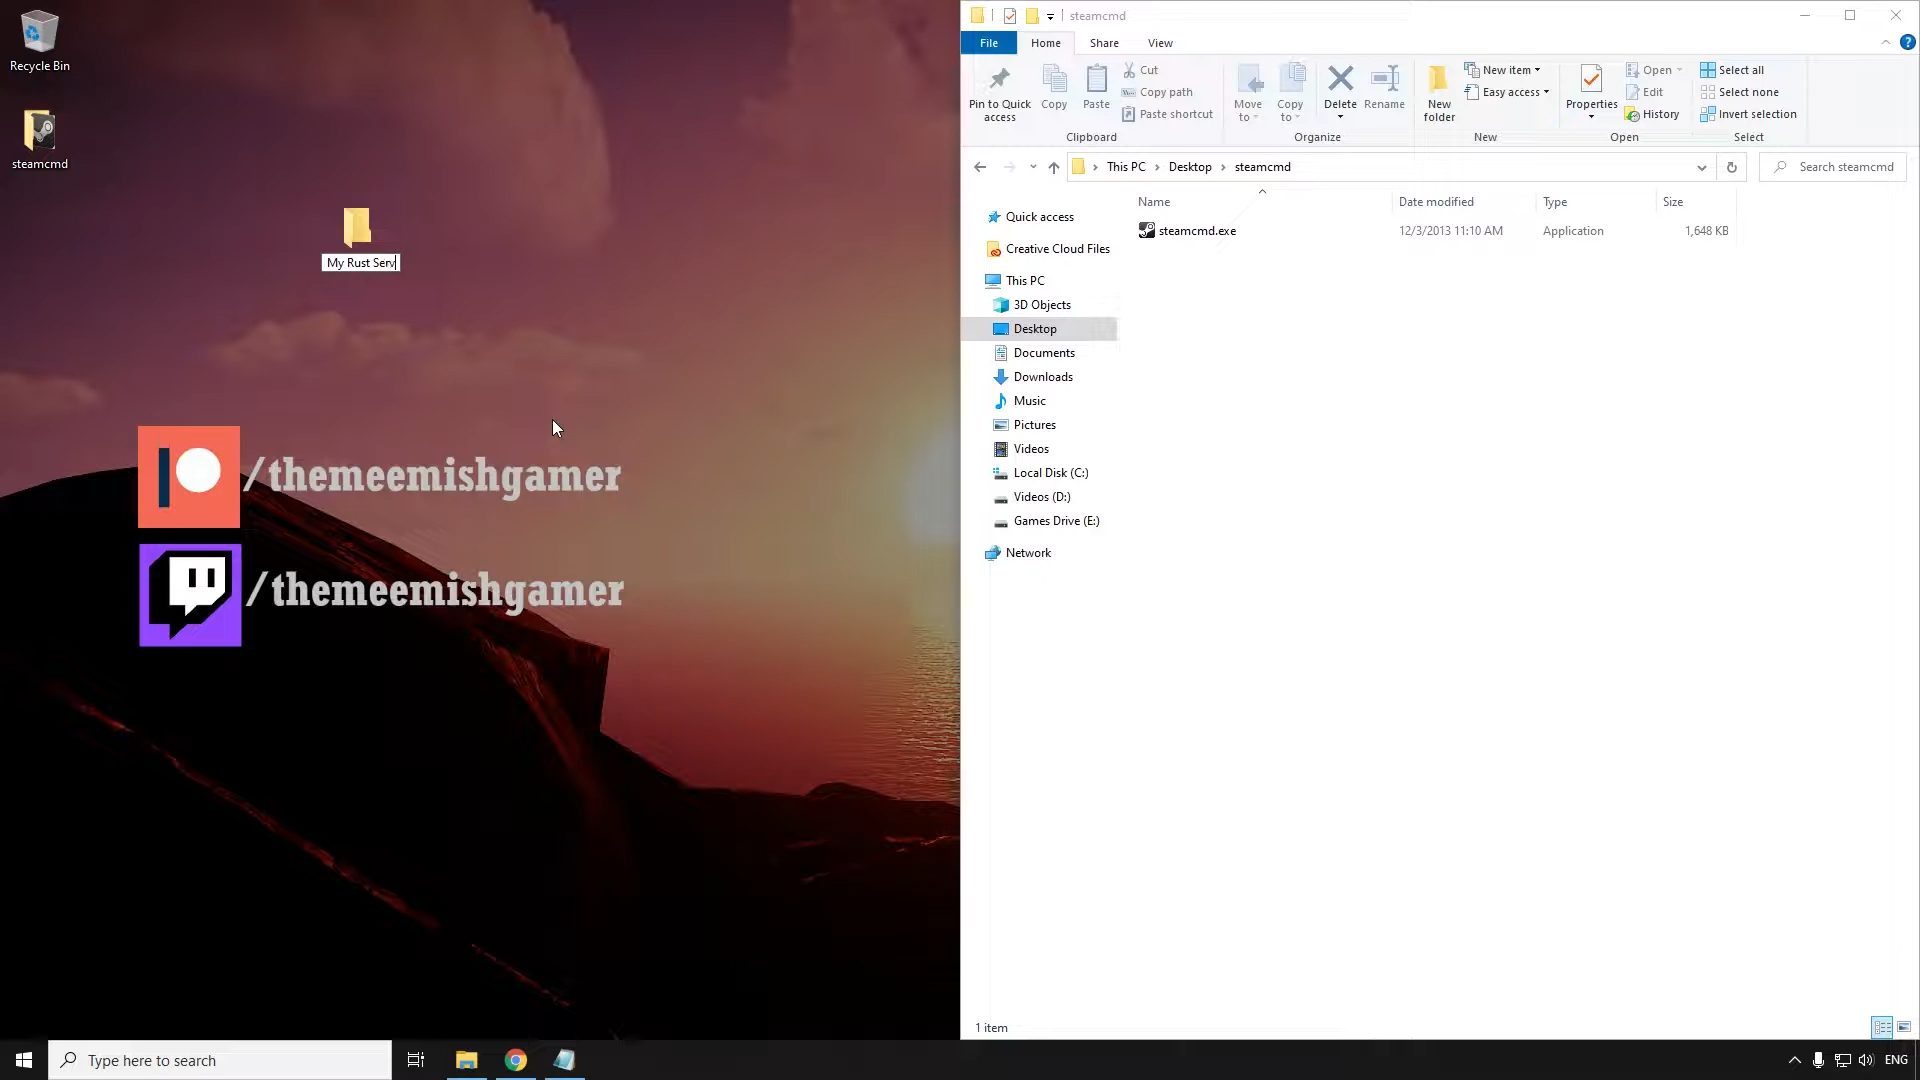 Recycle Bin
steamcmd
My Rust Serv
/themeemishgamer
/themeemishgamer
steamcmd
File
Home
Share
View
Pin to Quick access
Copy
Paste
Cut
Copy path
Paste shortcut
Clipboard
Move to
Copy to
Delete
Rename
Organize
New folder
New item
Easy access
New
Properties
Open
Edit
History
Open
Select all
Select none
Invert selection
Select
This PC
Desktop
steamcmd
Search steamcmd
Name
Date modified
Type
Size
steamcmd.exe
12/3/2013 11:10 AM
Application
1,648 KB
Quick access
Creative Cloud Files
This PC
3D Objects
Desktop
Documents
Downloads
Music
Pictures
Videos
Local Disk (C:)
Videos (D:)
Games Drive (E:)
Network
1 item
Type here to search
ENG